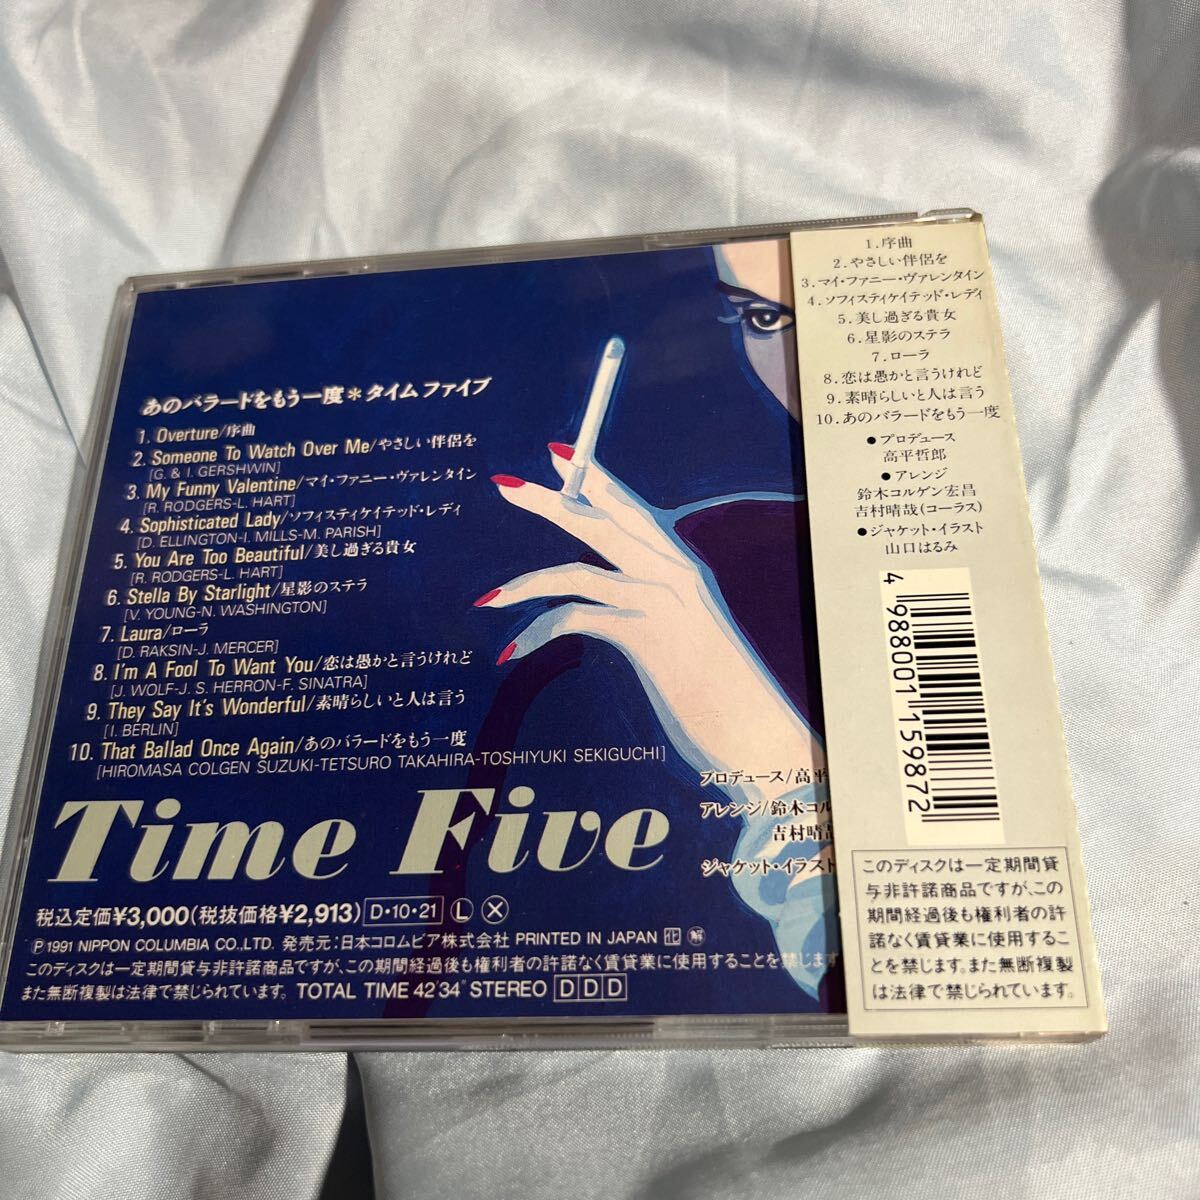 あのバラードをもう一度＊タイム ファイブ
1. Overture/序曲
2. Someone To Watch Over Me/やさしい伴侶を
[G. & I. GERSHWIN]
3. My Funny Valentine/マイ・ファニー・ヴァレンタイン
[R. RODGERS-L. HART]
4. Sophisticated Lady/ソフィスティケイテッド・レディ
[D. ELLINGTON-I. MILLS-M. PARISH]
5. You Are Too Beautiful/美し過ぎる貴女
[R. RODGERS-L. HART]
6. Stella By Starlight/星影のステラ
[V. YOUNG-N. WASHINGTON]
7. Laura/ローラ
[D. RAKSIN-J. MERCER]
8. I'm A Fool To Want You/恋は愚かと言うけれど
[J. WOLF-J. S. HERRON-F. SINATRA]
9. They Say It's Wonderful/素晴らしいと人は言う
[I. BERLIN]
10. That Ballad Once Again/あのバラードをもう一度
[HIROMASA COLGEN SUZUKI-TETSURO TAKAHIRA-TOSHIYUKI SEKIGUCHI]
プロデュース/高平
アレンジ/鈴木コル
吉村晴哉
ジャケット・イラスト
Time Five
税込定価¥3,000(税抜価格¥2,913) D・10・21 L X
Ⓟ1991 NIPPON COLUMBIA CO.,LTD. 発売元:日本コロムビア株式会社 PRINTED IN JAPAN 化 解
このディスクは一定期間貸与非許諾商品ですが、この期間経過後も権利者の許諾なく賃貸業に使用することを禁じます
また無断複製は法律で禁じられています。 TOTAL TIME 42'34" STEREO D D D
1.序曲
2.やさしい伴侶を
3.マイ・ファニー・ヴァレンタイン
4.ソフィスティケイテッド・レディ
5.美し過ぎる貴女
6.星影のステラ
7.ローラ
8.恋は愚かと言うけれど
9.素晴らしいと人は言う
10.あのバラードをもう一度
●プロデュース
高平哲郎
●アレンジ
鈴木コルゲン宏昌
吉村晴哉(コーラス)
●ジャケット・イラスト
山口はるみ
4 988001 159872
このディスクは一定期間貸
与非許諾商品ですが、この
期間経過後も権利者の許
諾なく賃貸業に使用するこ
とを禁じます。また無断複製
は法律で禁じられています。